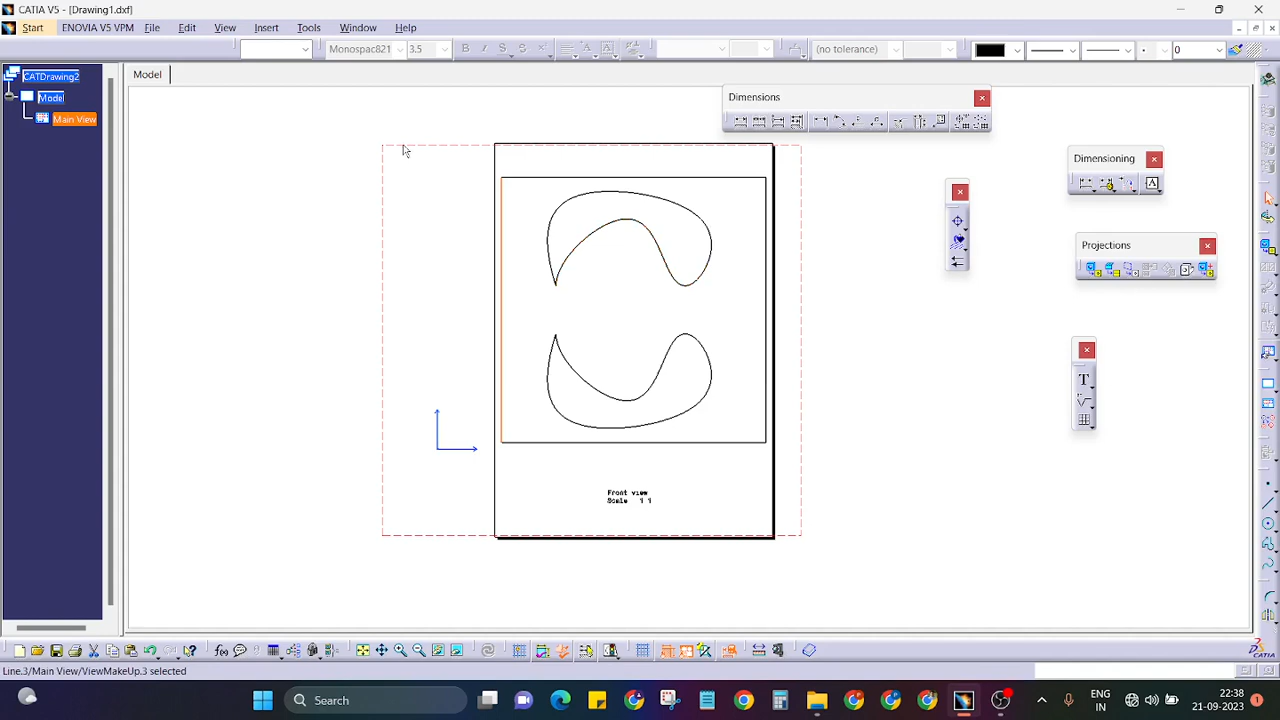 CATIA V5 - [Drawing1.dxf]
Start
ENOVIA V5 VPM
File
Edit
View
Insert
Tools
Window
Help
Monospac821
3.5
B I S S
(no tolerance)
0
CATDrawing2
Model
Main View
Model
Dimensions
Dimensioning
Projections
Front view
Scale 1 1
Line.3/Main View/ViewMakeUp.3 selected
CATIA
Search
ENG
IN
22:38
21-09-2023